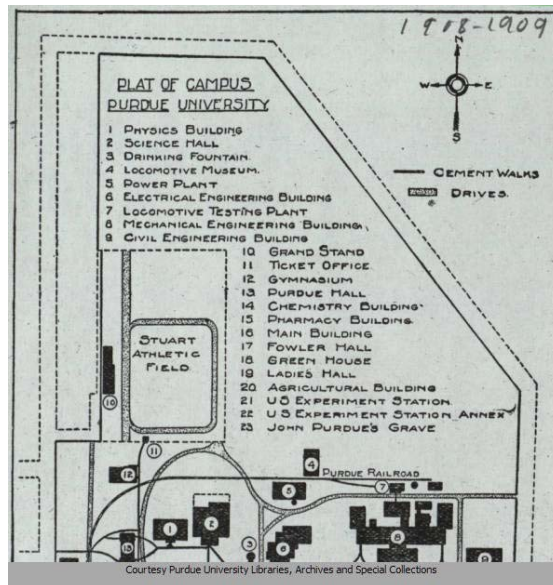 1908-1909
N
W E
S
PLAT OF CAMPUS
PURDUE UNIVERSITY
1 PHYSICS BUILDING
2 SCIENCE HALL
3 DRINKING FOUNTAIN.
4 LOCOMOTIVE MUSEUM.
5 POWER PLANT
6 ELECTRICAL ENGINEERING BUILDING
7 LOCOMOTIVE TESTING PLANT
8 MECHANICAL ENGINEERING BUILDING
9 CIVIL ENGINEERING BUILDING
CEMENT WALKS
DRIVES.
10 GRAND STAND
11 TICKET OFFICE
12 GYMNASIUM
13 PURDUE HALL
14 CHEMISTRY BUILDING
15 PHARMACY BUILDING
16 MAIN BUILDING
17 FOWLER HALL
18 GREEN HOUSE
19 LADIES HALL
20 AGRICULTURAL BUILDING
21 U S EXPERIMENT STATION
22 U S EXPERIMENT STATION ANNEX
23 JOHN PURDUE'S GRAVE
STUART
ATHLETIC
FIELD.
10
11
4
PURDUE RAILROAD
12
5
7
1
2
3
6
8
13
9
Courtesy Purdue University Libraries, Archives and Special Collections